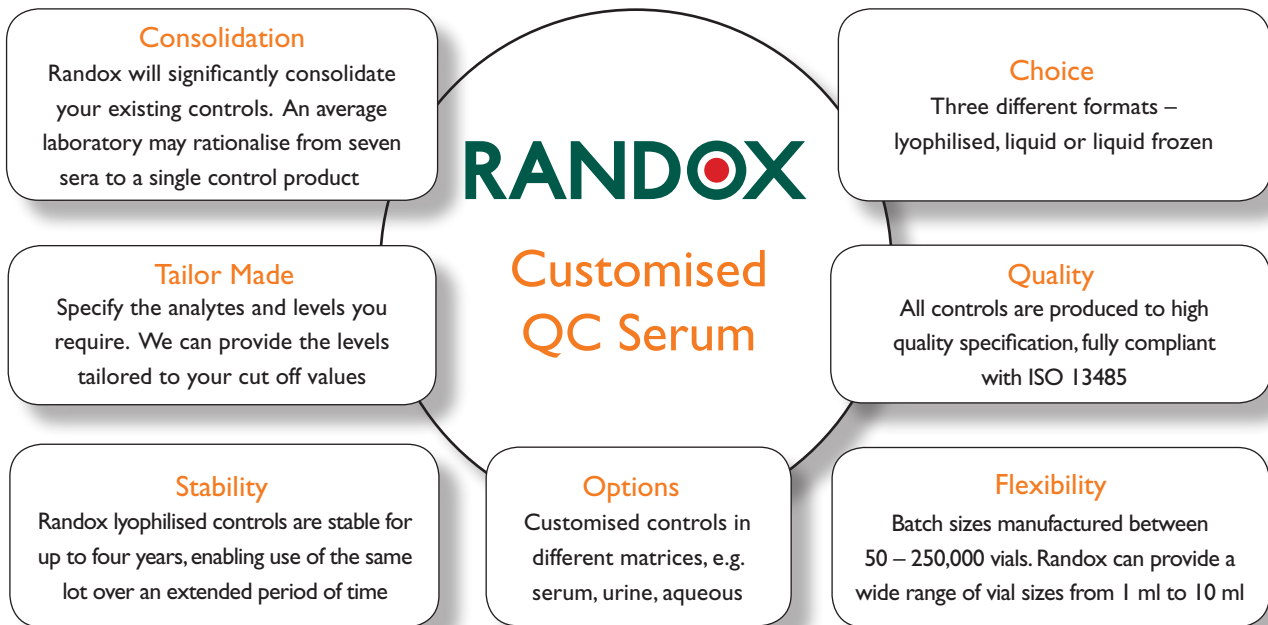 Consolidation
Randox will significantly consolidate
your existing controls. An average
laboratory may rationalise from seven
sera to a single control product
Choice
Three different formats –
lyophilised, liquid or liquid frozen
RANDOX
Customised
QC Serum
Tailor Made
Specify the analytes and levels you
require. We can provide the levels
tailored to your cut off values
Quality
All controls are produced to high
quality specification, fully compliant
with ISO 13485
Stability
Randox lyophilised controls are stable for
up to four years, enabling use of the same
lot over an extended period of time
Options
Customised controls in
different matrices, e.g.
serum, urine, aqueous
Flexibility
Batch sizes manufactured between
50 – 250,000 vials. Randox can provide a
wide range of vial sizes from 1 ml to 10 ml